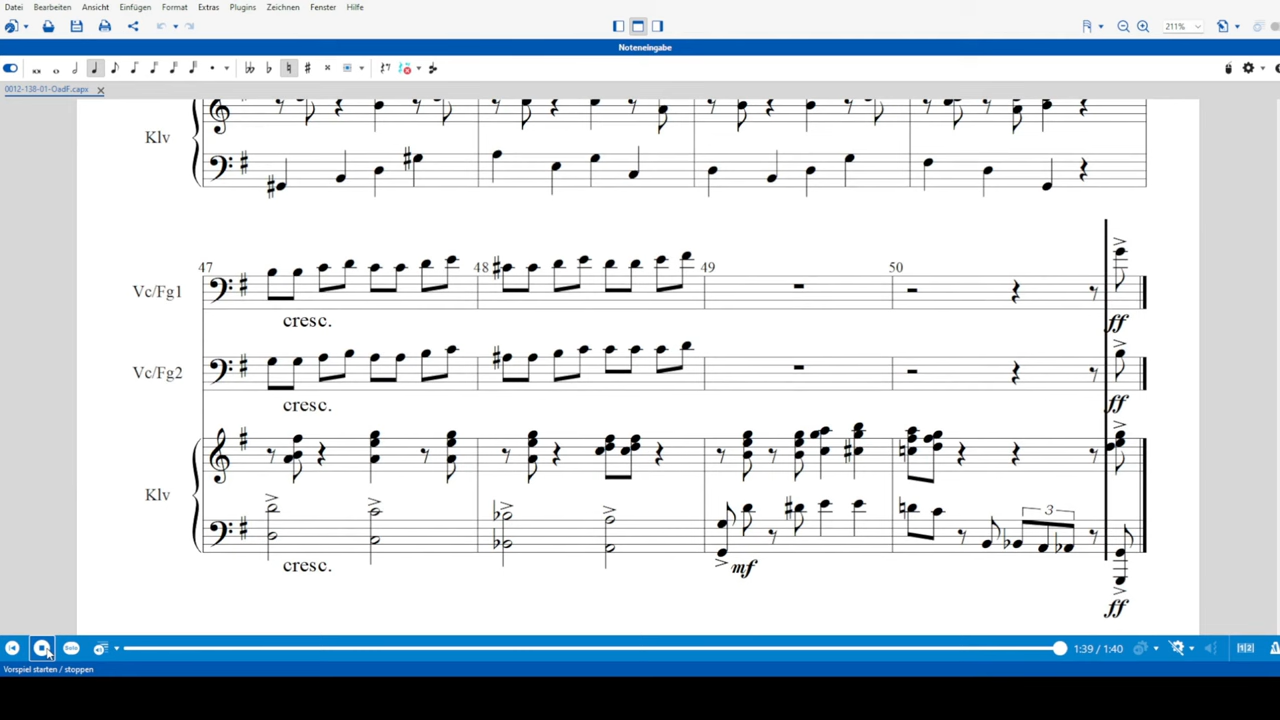 Datei Bearbeiten Ansicht Einfügen Format Extras Plugins Zeichnen Fenster Hilfe
211%
Noteneingabe
0012-138-01-OadF.capx
Klv
47 48 49 50
Vc/Fg1
cresc. ff
Vc/Fg2
cresc. ff
Klv
3
cresc. mf
ff
Solo 1:39 / 1:40
Vorspiel starten / stoppen